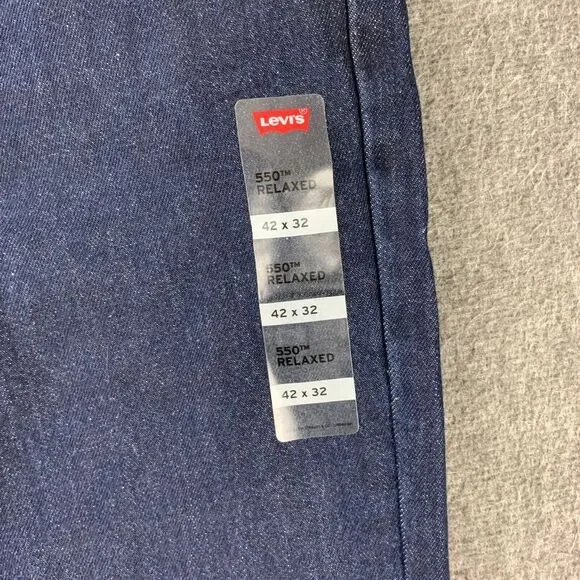 Levi's
550™
RELAXED
42 x 32
550™
RELAXED
42 x 32
550™
RELAXED
42 x 32